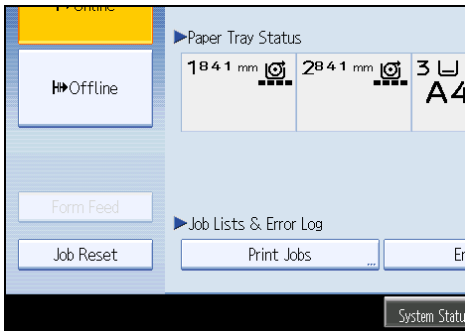 Online
▶Paper Tray Status
1 841 mm
2 841 mm
3
A4
Offline
Form Feed
▶Job Lists & Error Log
Job Reset
Print Jobs
...
System Statu